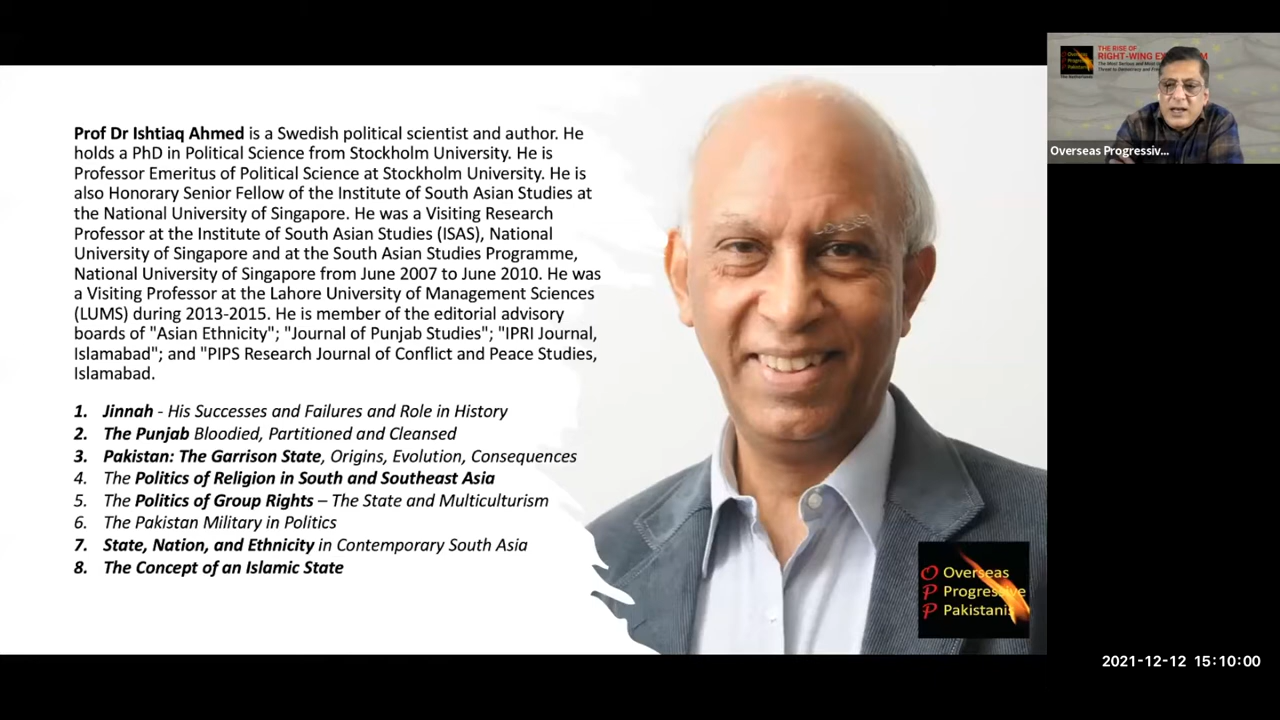 Prof Dr Ishtiaq Ahmed is a Swedish political scientist and author. He
holds a PhD in Political Science from Stockholm University. He is
Professor Emeritus of Political Science at Stockholm University. He is
also Honorary Senior Fellow of the Institute of South Asian Studies at
the National University of Singapore. He was a Visiting Research
Professor at the Institute of South Asian Studies (ISAS), National
University of Singapore and at the South Asian Studies Programme,
National University of Singapore from June 2007 to June 2010. He was
a Visiting Professor at the Lahore University of Management Sciences
(LUMS) during 2013-2015. He is member of the editorial advisory
boards of "Asian Ethnicity"; "Journal of Punjab Studies"; "IPRI Journal,
Islamabad"; and "PIPS Research Journal of Conflict and Peace Studies,
Islamabad.
1. Jinnah - His Successes and Failures and Role in History
2. The Punjab Bloodied, Partitioned and Cleansed
3. Pakistan: The Garrison State, Origins, Evolution, Consequences
4. The Politics of Religion in South and Southeast Asia
5. The Politics of Group Rights – The State and Multiculturism
6. The Pakistan Military in Politics
7. State, Nation, and Ethnicity in Contemporary South Asia
8. The Concept of an Islamic State
O Overseas
P Progressive
P Pakistanis
THE RISE OF
RIGHT-WING
Overseas Progressiv...
2021-12-12 15:10:00